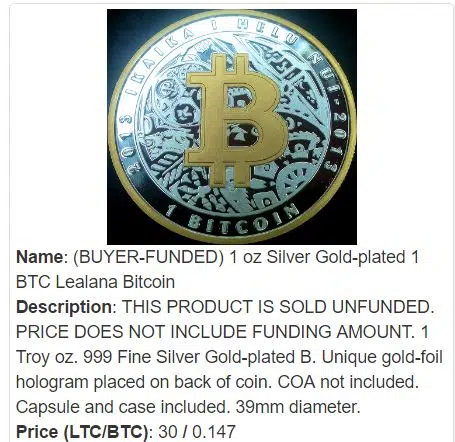 2013 IKAIKA I HELU NUI·2013
B
1 BITCOIN
Name: (BUYER-FUNDED) 1 oz Silver Gold-plated 1
BTC Lealana Bitcoin
Description: THIS PRODUCT IS SOLD UNFUNDED.
PRICE DOES NOT INCLUDE FUNDING AMOUNT. 1
Troy oz. 999 Fine Silver Gold-plated B. Unique gold-foil
hologram placed on back of coin. COA not included.
Capsule and case included. 39mm diameter.
Price (LTC/BTC): 30 / 0.147